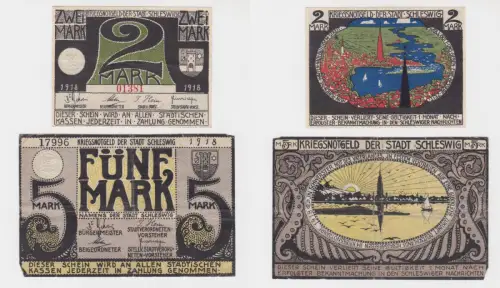 ZWEI MARK
ZWEI MARK
KRIEGSNOTGELD DER STADT SCHLESWIG
2
MARK
01381
1918
1918
DIESER SCHEIN WIRD AN ALLEN STÄDTISCHEN
KASSEN JEDERZEIT IN ZAHLUNG GENOMMEN
KRIEGSNOTGELD · DER · STADT SCHLESWIG
2
MARK
2
MARK
DIESER SCHEIN VERLIERT SEINE GÜLTIGKEIT 1 MONAT NACH
ERFOLGTER BEKANNTMACHUNG IN DEN SCHLESWIGER NACHRICHTEN
17996
KRIEGSNOTGELD DER STADT SCHLESWIG
1918
FÜNF
MARK
5
MARK
5
MARK
NAMENS DER STADT SCHLESWIG
BÜRGERMEISTER
STADTVERORDNETEN-
VORSTEHER
BEIGEORDNETER
STELLV. STADTVERORD-
NETEN-VORSTEHER
DIESER SCHEIN WIRD AN ALLEN STÄDTISCHEN
KASSEN JEDERZEIT IN ZAHLUNG GENOMMEN.
KRIEGSNOTGELD DER STADT SCHLESWIG
MARK
DIESER SCHEIN VERLIERT SEINE GÜLTIGKEIT 1 MONAT NACH
ERFOLGTER BEKANNTMACHUNG IN DEN SCHLESWIGER NACHRICHTEN